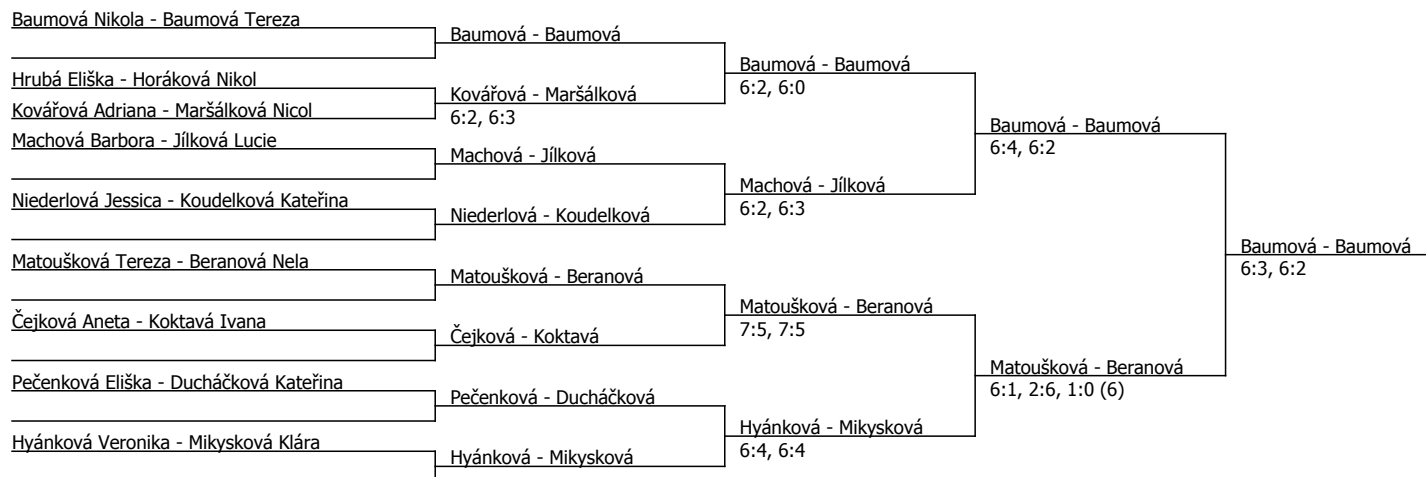 Baumová Nikola - Baumová Tereza
Hrubá Eliška - Horáková Nikol
Kovářová Adriana - Maršálková Nicol
Machová Barbora - Jílková Lucie
Niederlová Jessica - Koudelková Kateřina
Matoušková Tereza - Beranová Nela
Čejková Aneta - Koktavá Ivana
Pečenková Eliška - Ducháčková Kateřina
Hyánková Veronika - Mikysková Klára
Baumová - Baumová
Kovářová - Maršálková
6:2, 6:3
Machová - Jílková
Niederlová - Koudelková
Matoušková - Beranová
Čejková - Koktavá
Pečenková - Ducháčková
Hyánková - Mikysková
Baumová - Baumová
6:2, 6:0
Machová - Jílková
6:2, 6:3
Matoušková - Beranová
7:5, 7:5
Hyánková - Mikysková
6:4, 6:4
Baumová - Baumová
6:4, 6:2
Matoušková - Beranová
6:1, 2:6, 1:0 (6)
Baumová - Baumová
6:3, 6:2